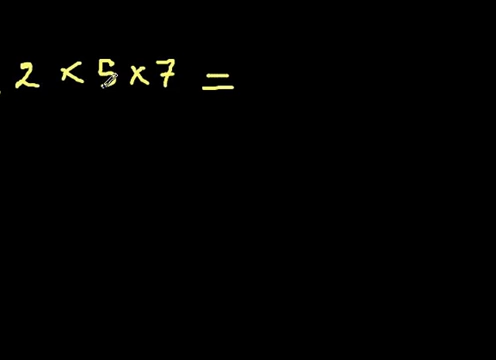 2 × 5 × 7 =